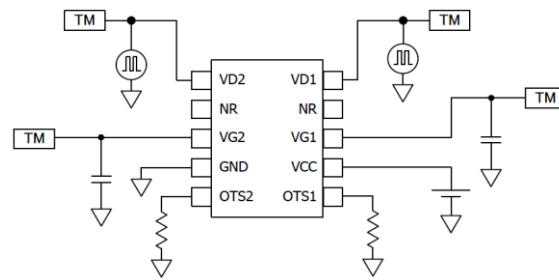 TM TM
VD2 VD1
NR NR
TM
VG2 VG1
TM
GND VCC
OTS2 OTS1